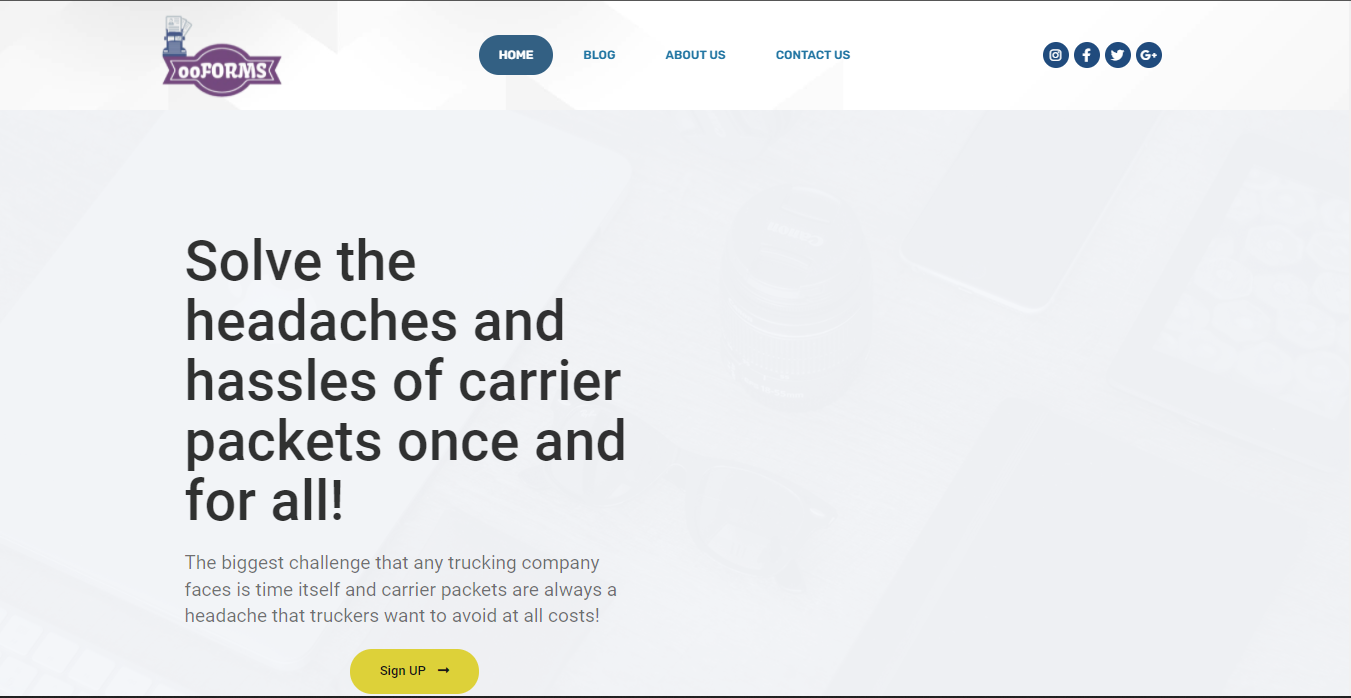 ooFORMS
HOME
BLOG
ABOUT US
CONTACT US
G+
Solve the
headaches and
hassles of carrier
packets once and
for all!
The biggest challenge that any trucking company
faces is time itself and carrier packets are always a
headache that truckers want to avoid at all costs!
Sign UP